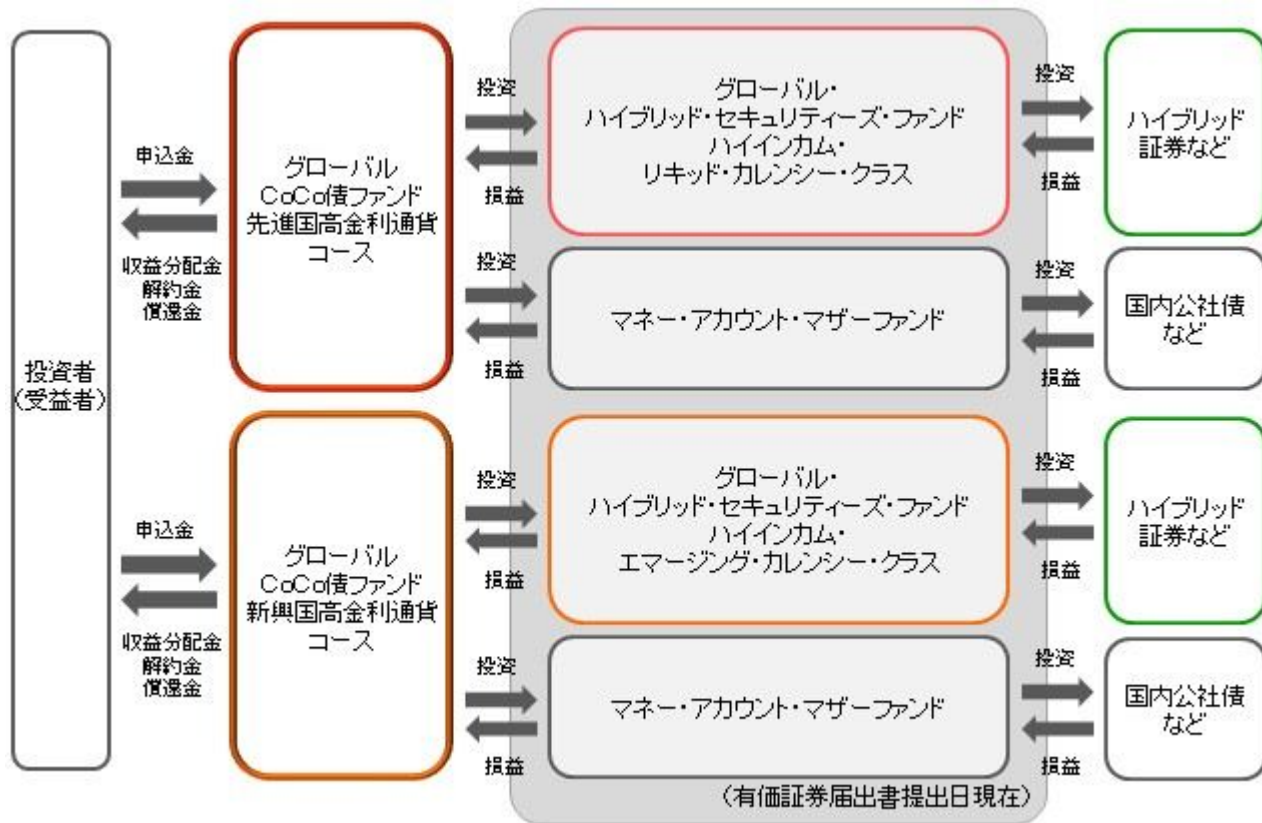 投資者
(受益者)
申込金
収益分配金
解約金
償還金
グローバル
CoCo債ファンド
先進国高金利通貨
コース
投資
損益
投資
損益
グローバル・
ハイブリッド・セキュリティーズ・ファンド
ハイインカム・
リキッド・カレンシー・クラス
マネー・アカウント・マザーファンド
投資
損益
投資
損益
ハイブリッド
証券など
国内公社債
など
申込金
収益分配金
解約金
償還金
グローバル
CoCo債ファンド
新興国高金利通貨
コース
投資
損益
投資
損益
グローバル・
ハイブリッド・セキュリティーズ・ファンド
ハイインカム・
エマージング・カレンシー・クラス
マネー・アカウント・マザーファンド
投資
損益
投資
損益
ハイブリッド
証券など
国内公社債
など
(有価証券届出書提出日現在)